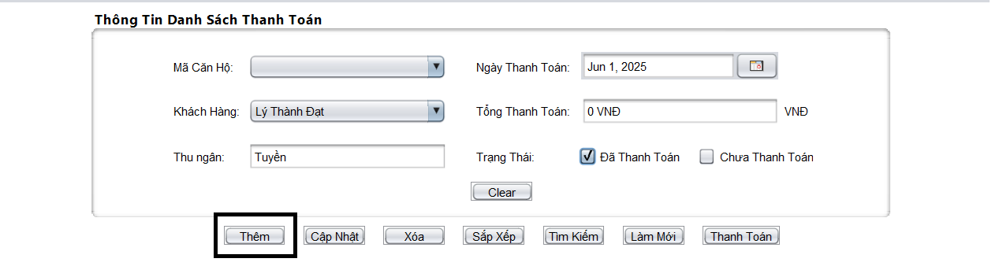 Thông Tin Danh Sách Thanh Toán
Mã Căn Hộ: Ngày Thanh Toán: Jun 1, 2025
Khách Hàng: Lý Thành Đạt Tổng Thanh Toán: 0 VNĐ VNĐ
Thu ngân: Tuyền Trạng Thái: Đã Thanh Toán Chưa Thanh Toán
Clear
Thêm Cập Nhật Xóa Sắp Xếp Tìm Kiếm Làm Mới Thanh Toán